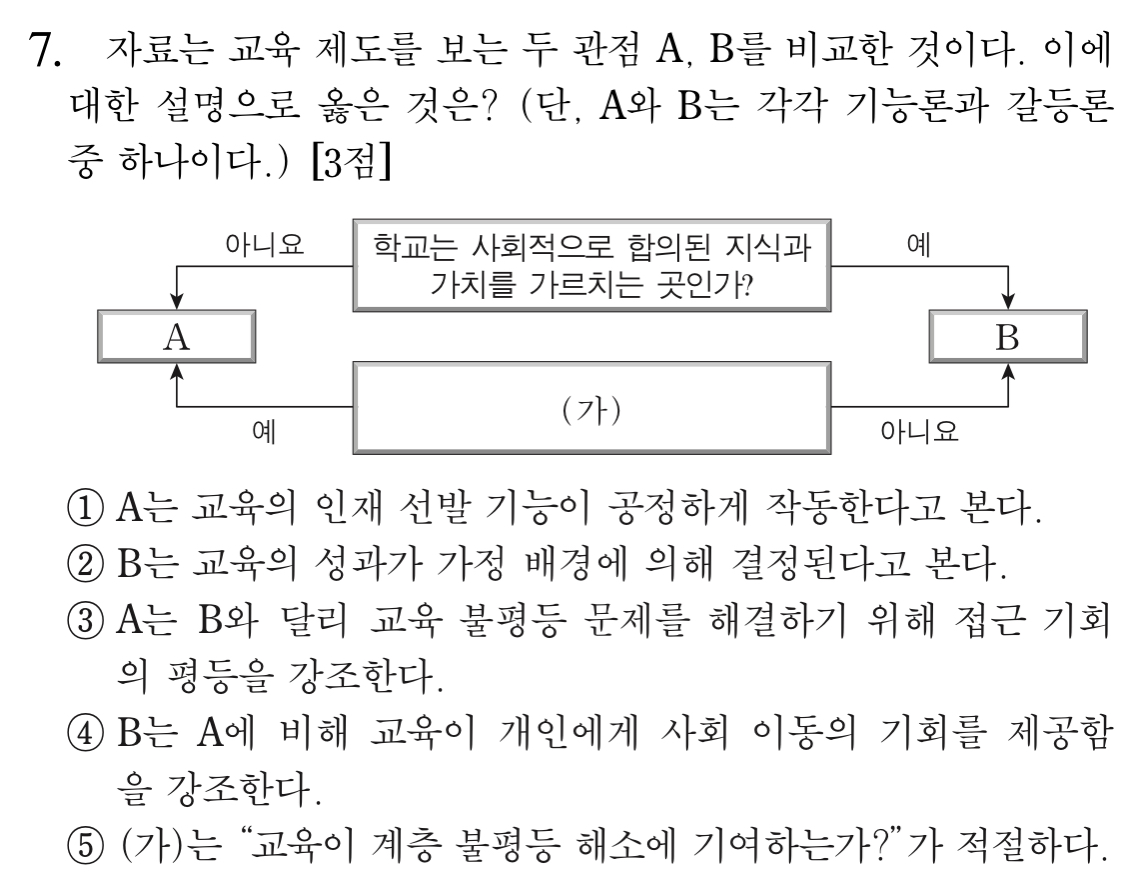 7. 자료는 교육 제도를 보는 두 관점 A, B를 비교한 것이다. 이에
대한 설명으로 옳은 것은? (단, A와 B는 각각 기능론과 갈등론
중 하나이다.) [3점]
아니요
학교는 사회적으로 합의된 지식과
가치를 가르치는 곳인가?
예
A
B
(가)
예
아니요
① A는 교육의 인재 선발 기능이 공정하게 작동한다고 본다.
② B는 교육의 성과가 가정 배경에 의해 결정된다고 본다.
③ A는 B와 달리 교육 불평등 문제를 해결하기 위해 접근 기회
의 평등을 강조한다.
④ B는 A에 비해 교육이 개인에게 사회 이동의 기회를 제공함
을 강조한다.
⑤ (가)는 “교육이 계층 불평등 해소에 기여하는가?”가 적절하다.